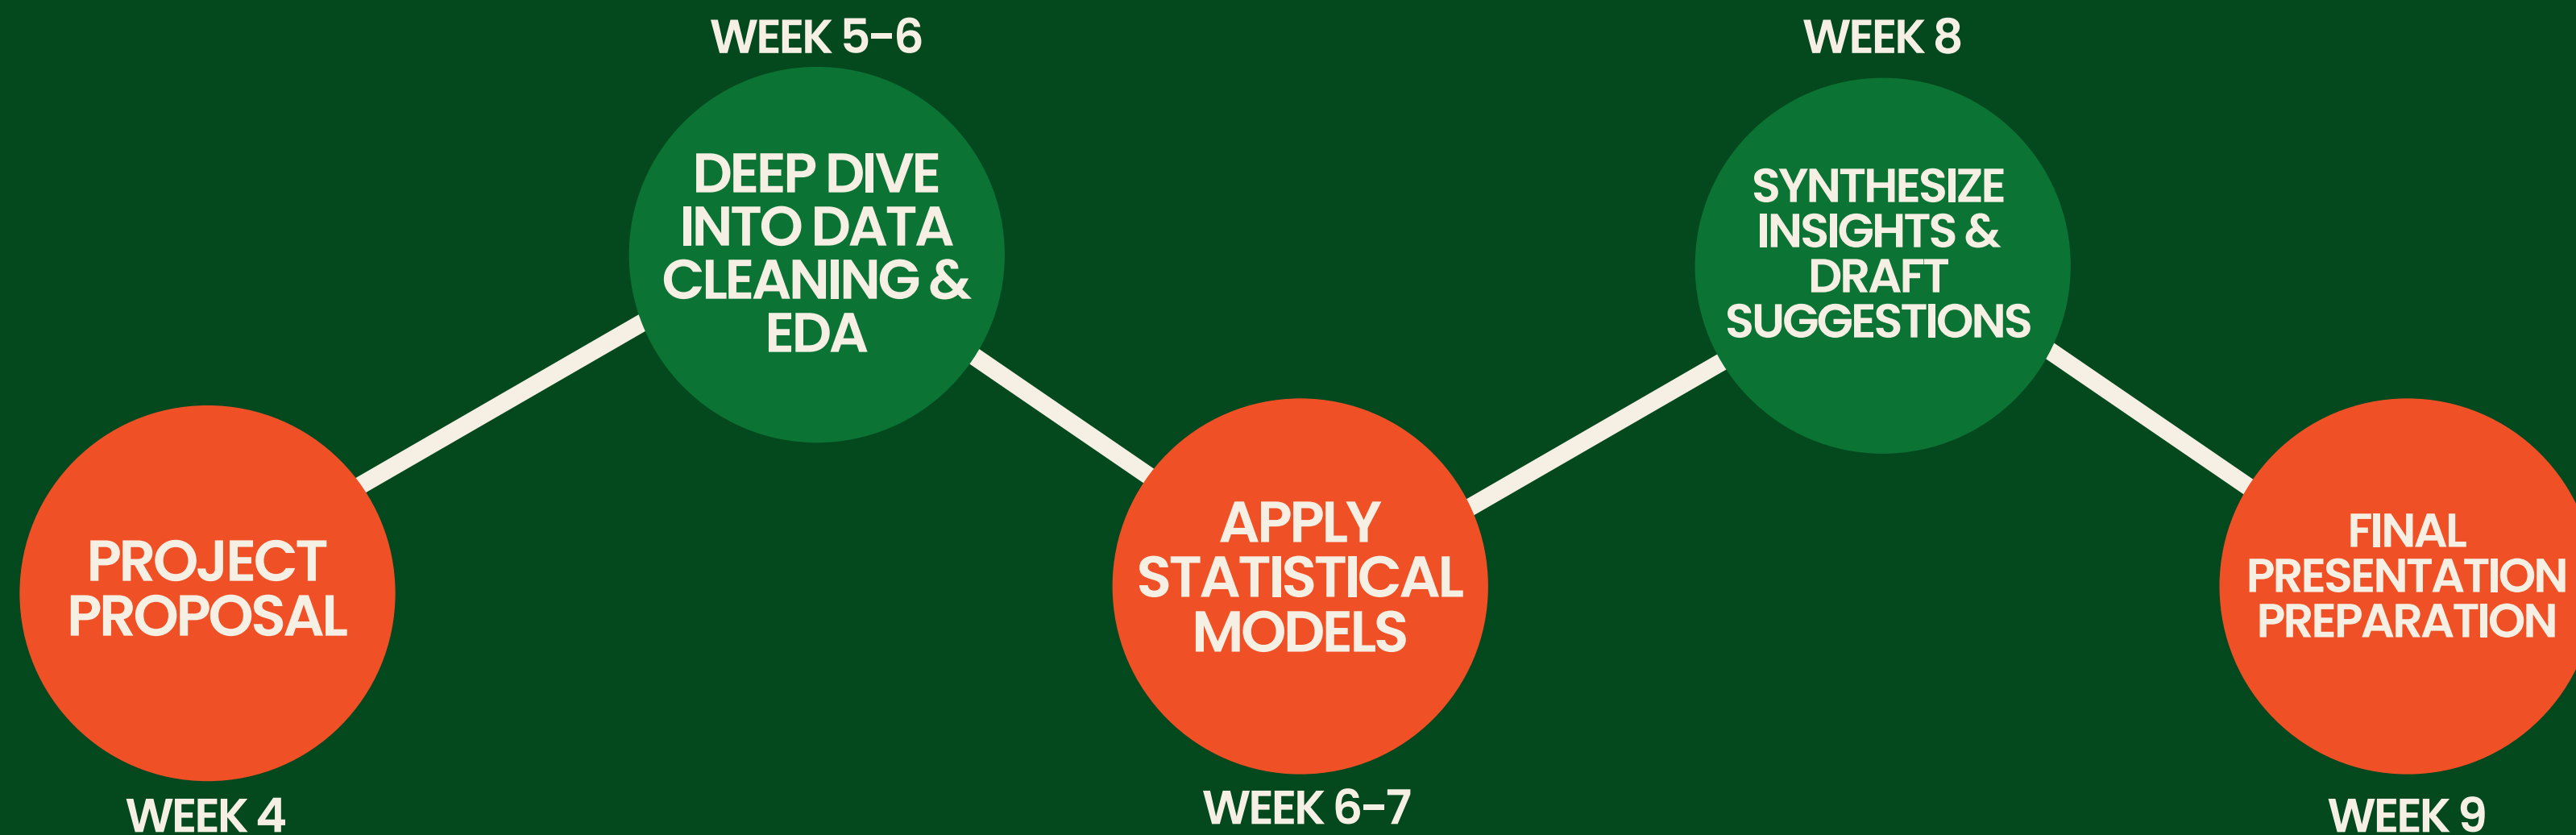 WEEK 5-6
DEEP DIVE
INTO DATA
CLEANING &
EDA
WEEK 8
SYNTHESIZE
INSIGHTS &
DRAFT
SUGGESTIONS
PROJECT
PROPOSAL
WEEK 4
APPLY
STATISTICAL
MODELS
WEEK 6-7
FINAL
PRESENTATION
PREPARATION
WEEK 9